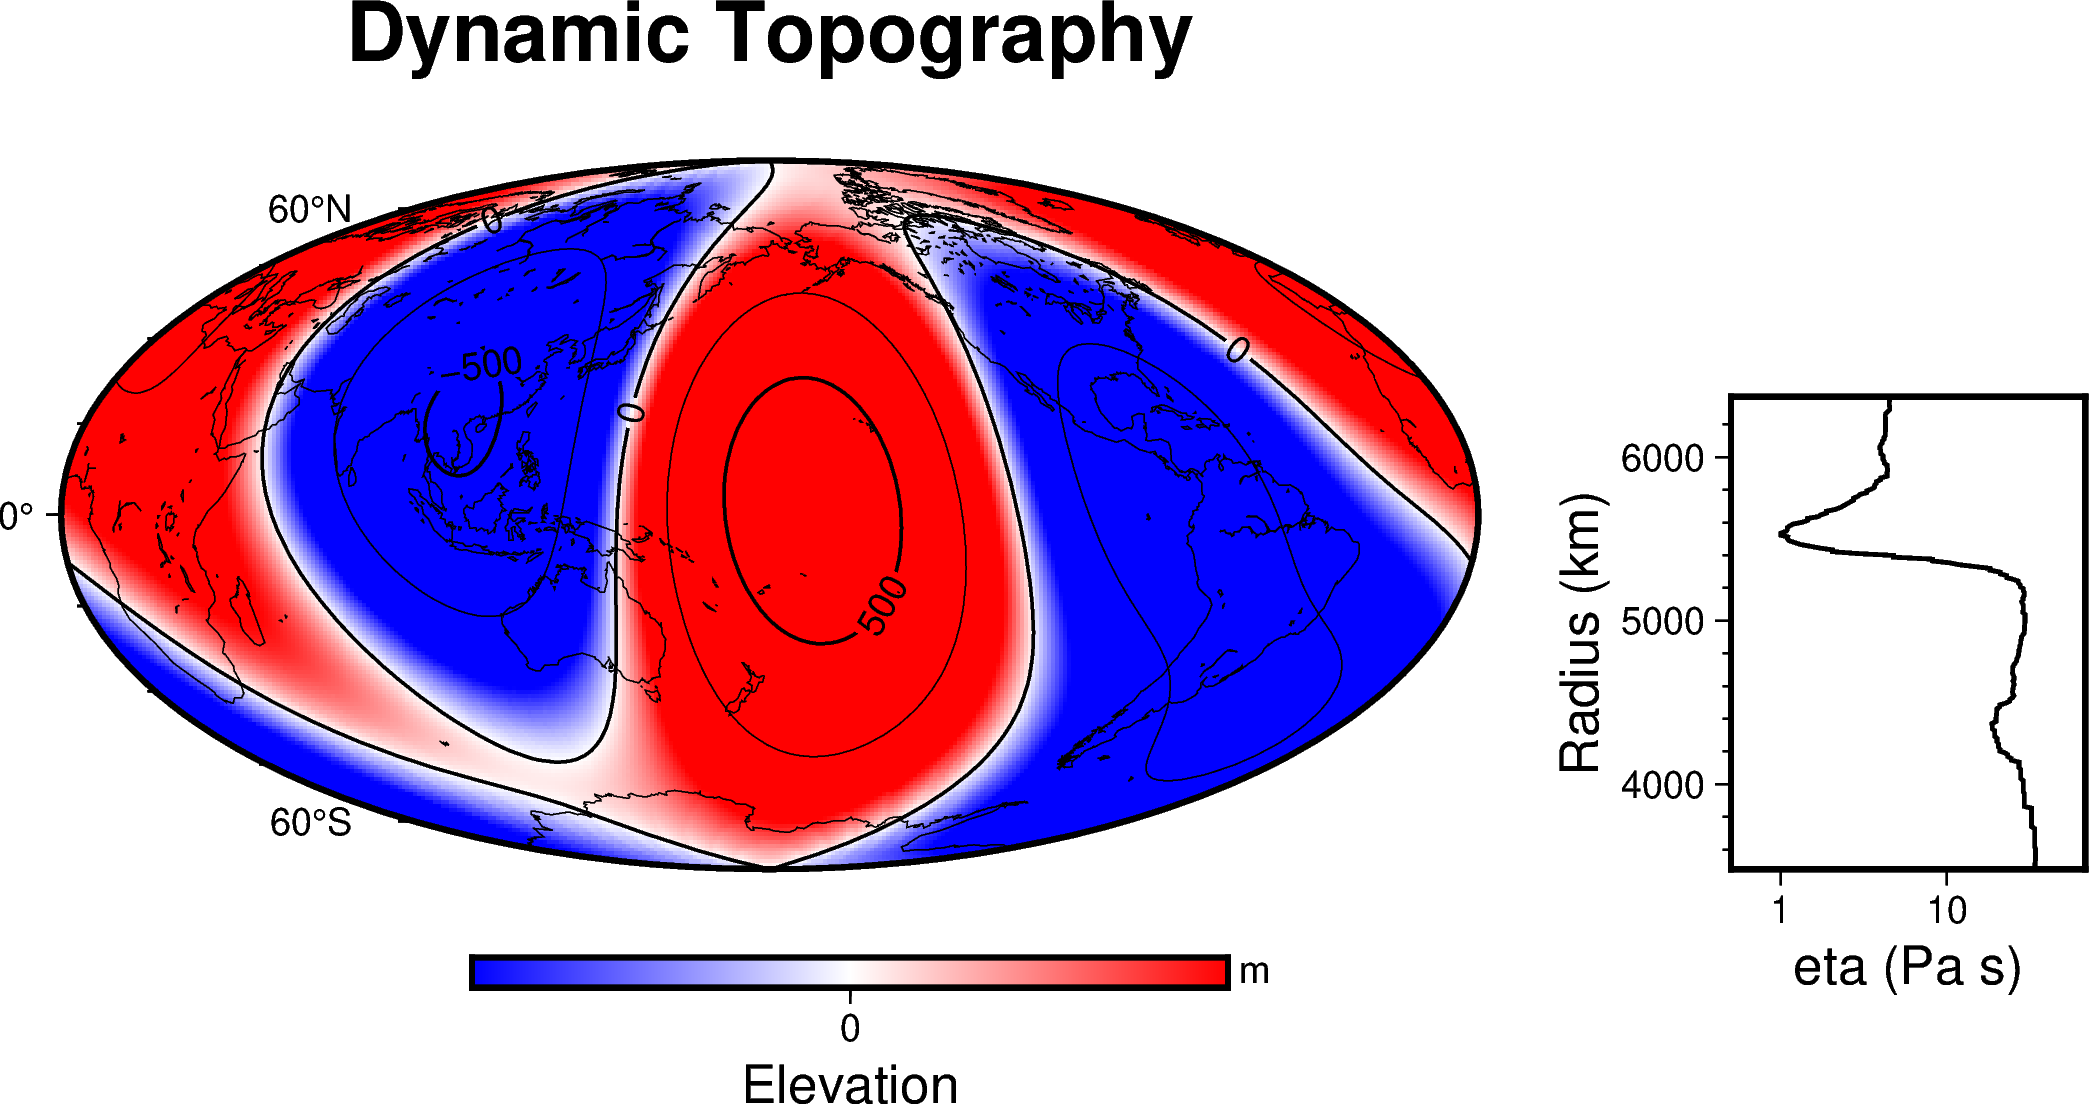 Dynamic Topography
60°N
0°
60°S
0
−500
0
0
500
m
0
Elevation
Radius (km)
6000
5000
4000
1
10
eta (Pa s)